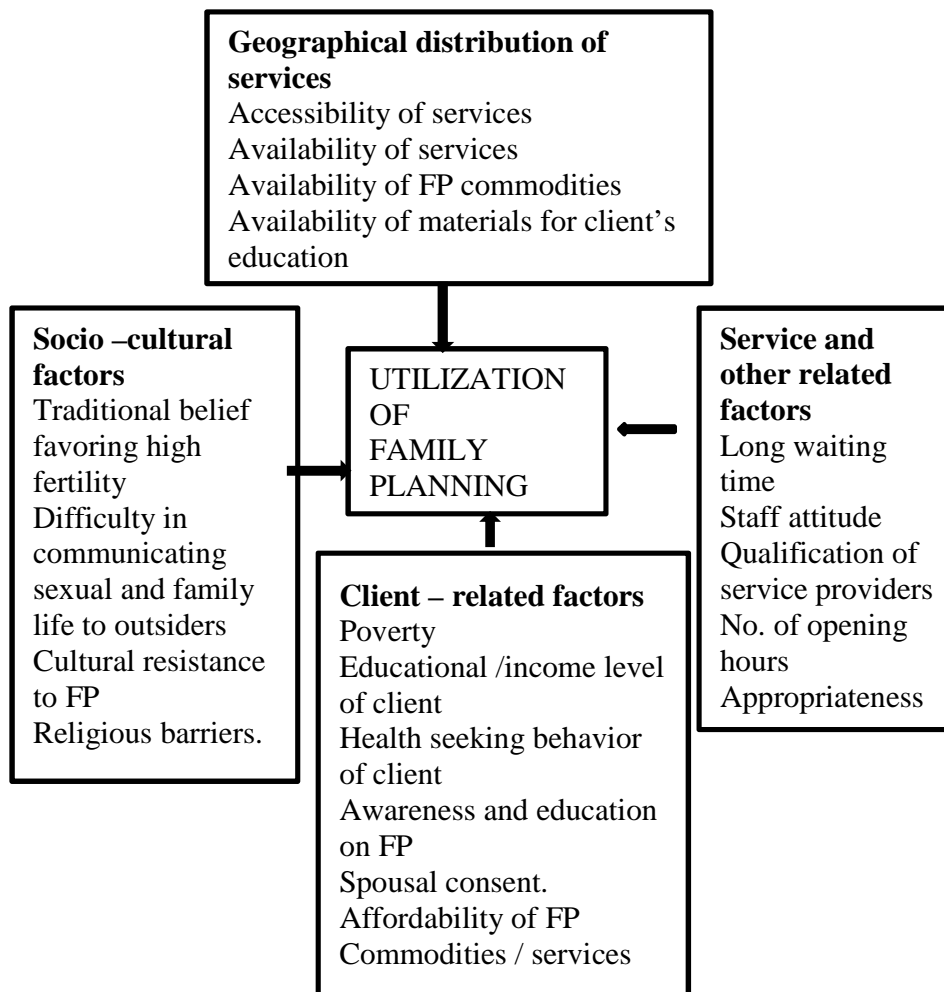 Geographical distribution of
services
Accessibility of services
Availability of services
Availability of FP commodities
Availability of materials for client’s
education
Socio –cultural
factors
Traditional belief
favoring high
fertility
Difficulty in
communicating
sexual and family
life to outsiders
Cultural resistance
to FP
Religious barriers.
UTILIZATION
OF
FAMILY
PLANNING
Service and
other related
factors
Long waiting
time
Staff attitude
Qualification of
service providers
No. of opening
hours
Appropriateness
Client – related factors
Poverty
Educational /income level
of client
Health seeking behavior
of client
Awareness and education
on FP
Spousal consent.
Affordability of FP
Commodities / services